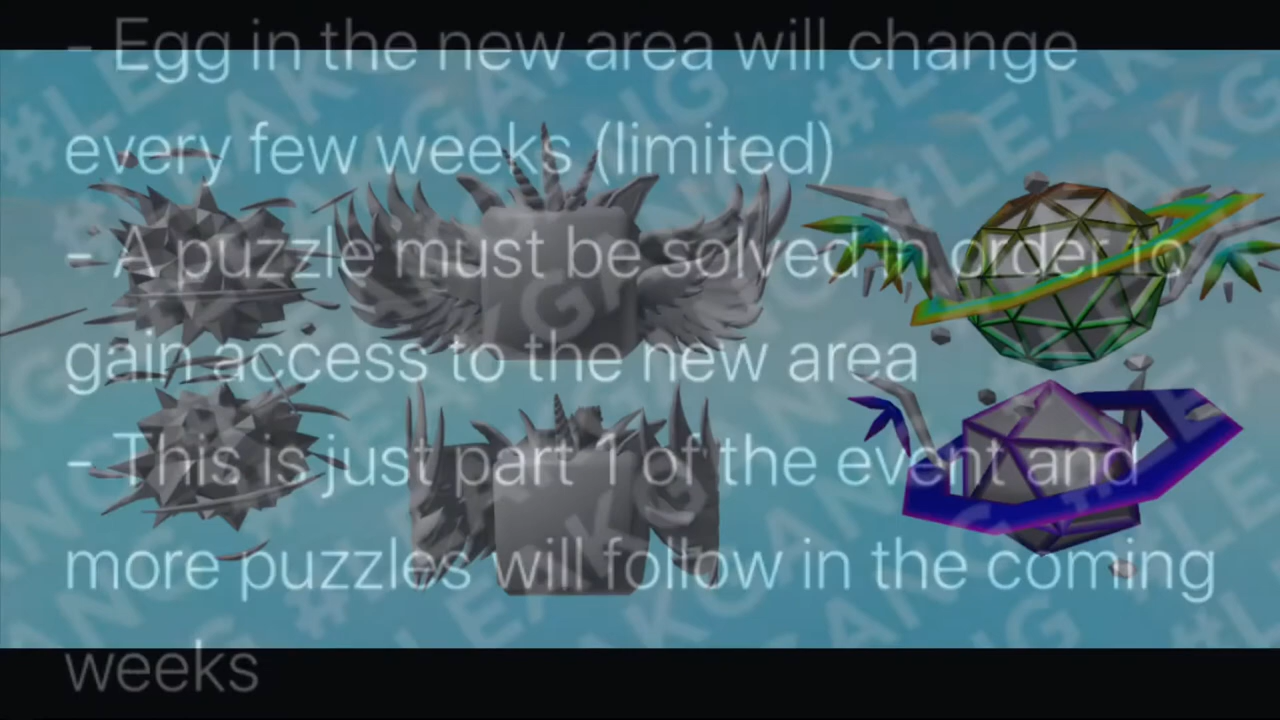 - Egg in the new area will change
every few weeks (limited)
- A puzzle must be solved in order to
gain access to the new area
- This is just part 1 of the event and
more puzzles will follow in the coming
weeks
#LEAKGANG